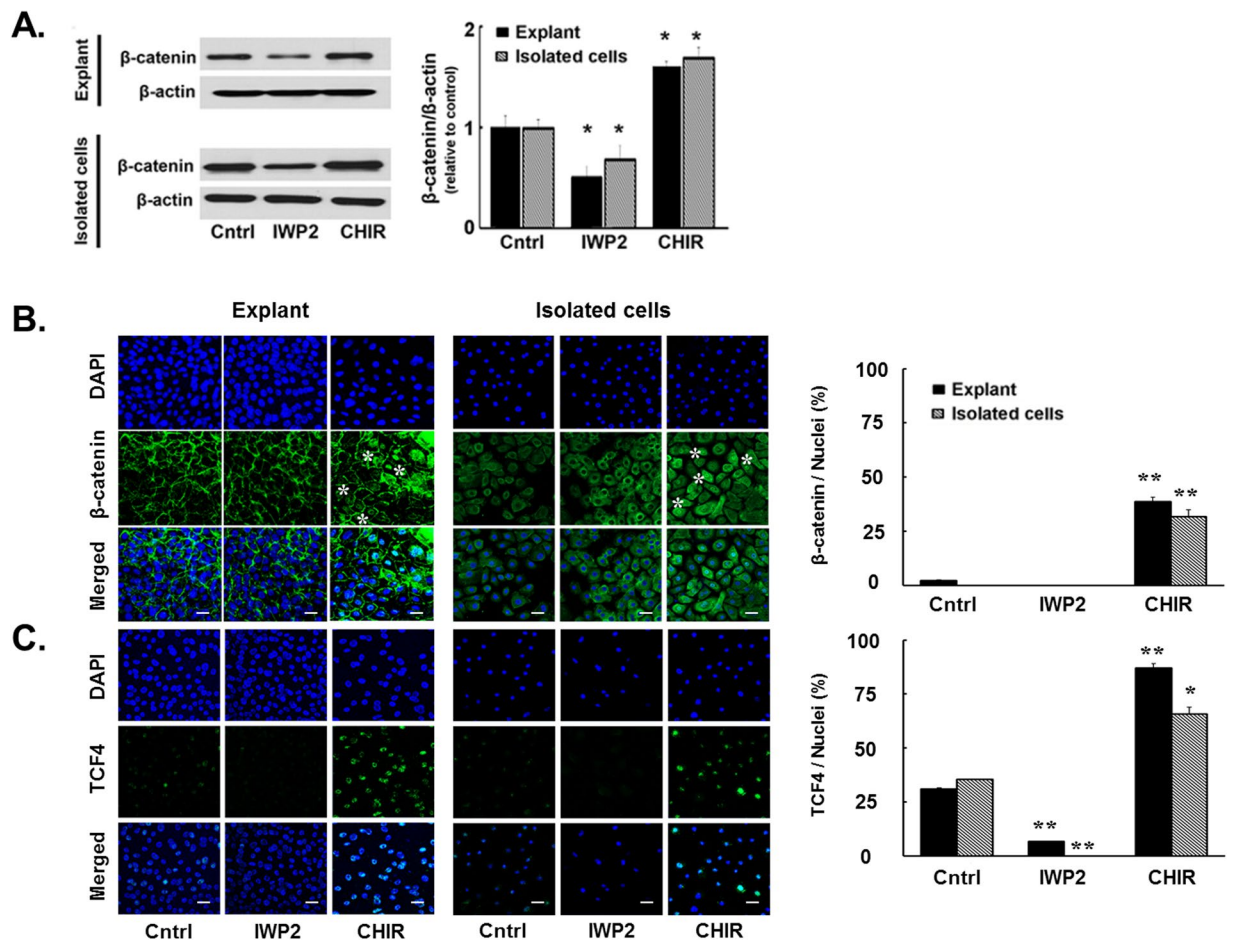 A.
Explant
β-catenin
β-actin
Isolated cells
β-catenin
β-actin
Cntrl IWP2 CHIR
β-catenin/ß-actin
(relative to control)
2
1
0
Explant
Isolated cells
* *
* *
Cntrl IWP2 CHIR
B.
Explant Isolated cells
DAPI
β-catenin
* * * *
* * * *
Merged
β-catenin / Nuclei (%)
100
75
50
25
0
Explant
Isolated cells
** **
Cntrl IWP2 CHIR
C.
DAPI
TCF4
Merged
Cntrl IWP2 CHIR Cntrl IWP2 CHIR
TCF4 / Nuclei (%)
100
75
50
25
0
** **
** *
Cntrl IWP2 CHIR